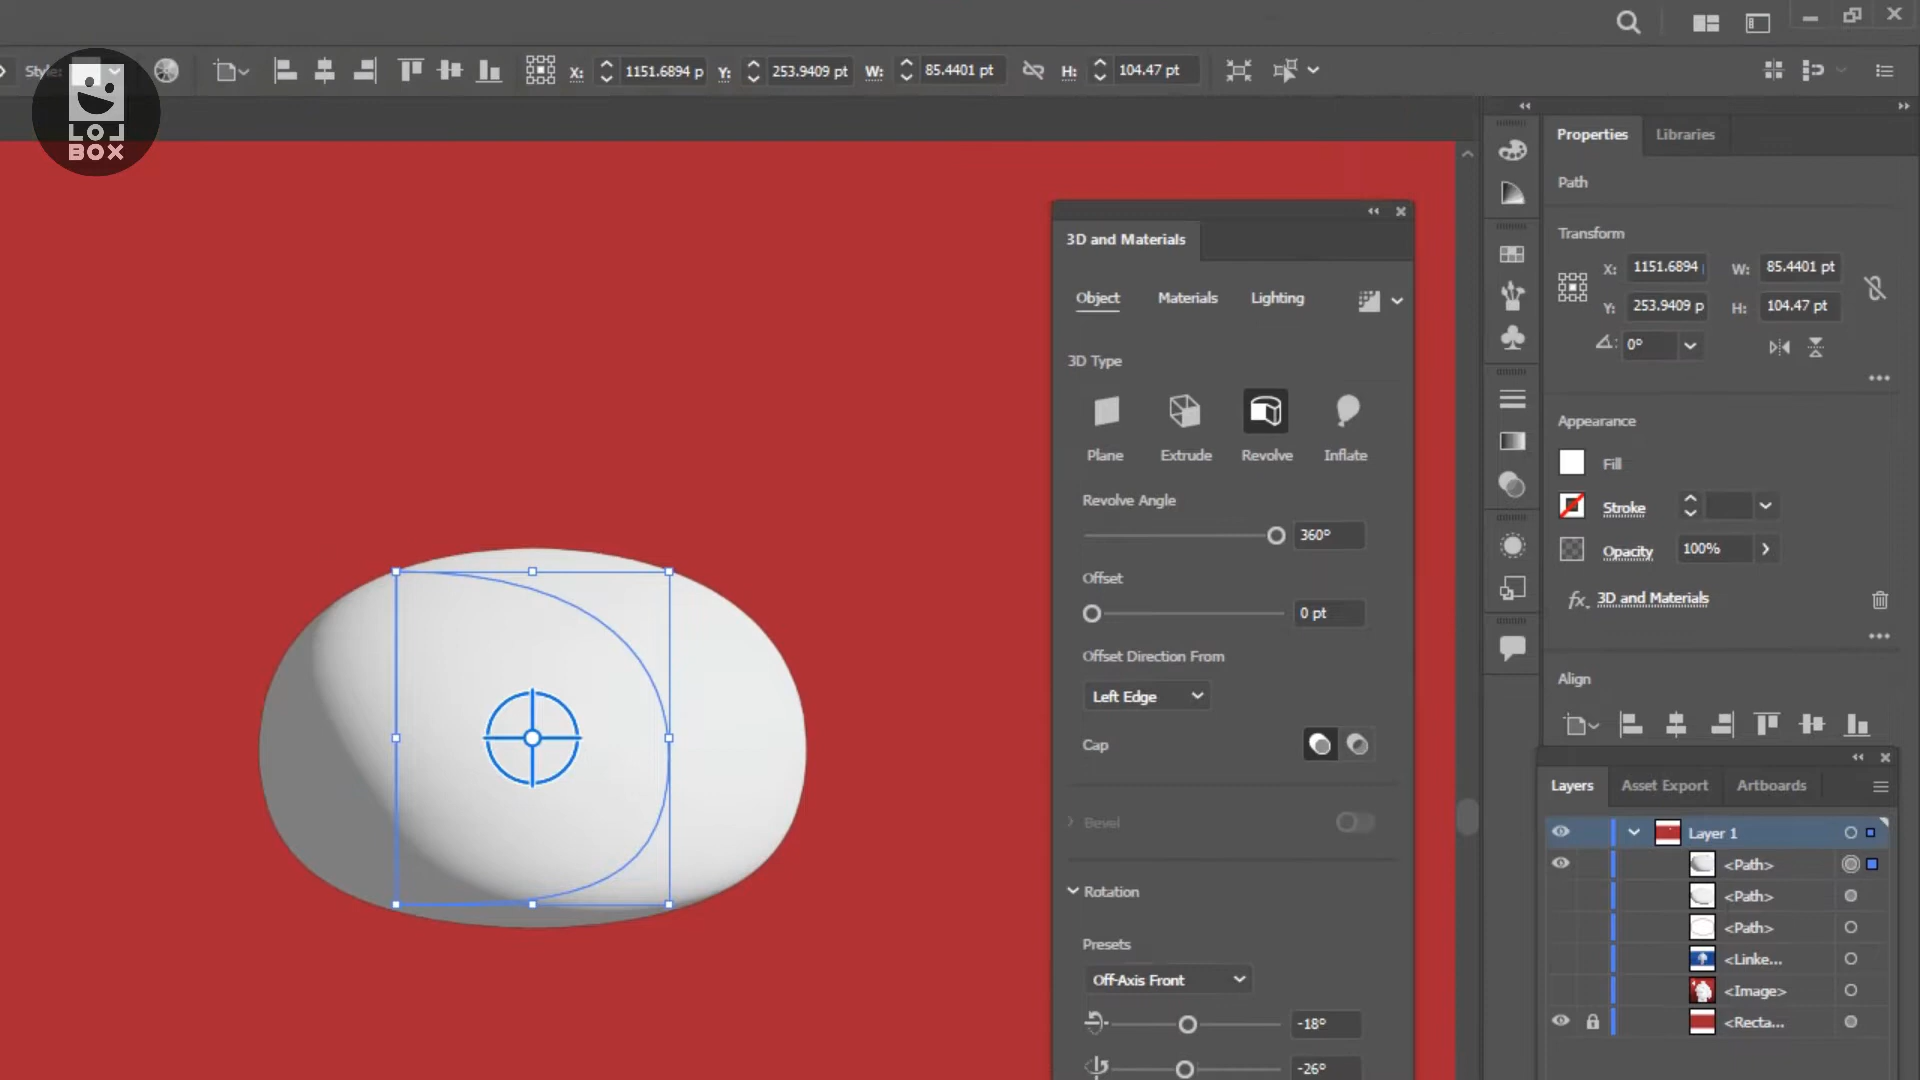 Style:
X: 1151.6894 p Y: 253.9409 pt W: 85.4401 pt H: 104.47 pt
LOL
BOX
Properties Libraries
Path
Transform
X: 1151.6894 W: 85.4401 pt
Y: 253.9409 p H: 104.47 pt
0°
Appearance
Fill
Stroke
Opacity 100%
fx. 3D and Materials
Align
3D and Materials
Object Materials Lighting
3D Type
Plane Extrude Revolve Inflate
Revolve Angle
360°
Offset
0 pt
Offset Direction From
Left Edge
Cap
Bevel
Rotation
Presets
Off-Axis Front
-18°
-26°
Layers Asset Export Artboards
Layer 1
<Path>
<Path>
<Path>
<Linke...
<Image>
<Recta...